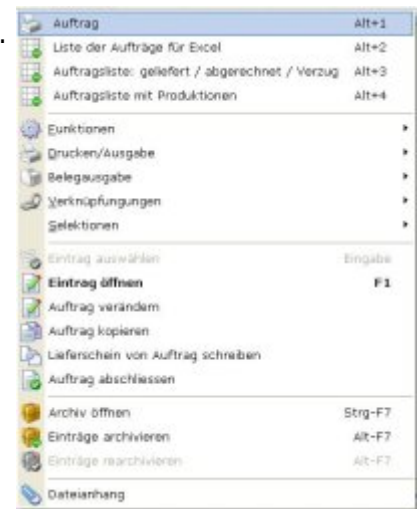 Auftrag Alt+1
Liste der Aufträge für Excel Alt+2
Auftragsliste: geliefert / abgerechnet / Verzug Alt+3
Auftragsliste mit Produktionen Alt+4
Funktionen
Drucken/Ausgabe
Belegausgabe
Verknüpfungungen
Selektionen
Eintrag auswählen Eingabe
Eintrag öffnen F1
Auftrag verändern
Auftrag kopieren
Lieferschein von Auftrag schreiben
Auftrag abschliessen
Archiv öffnen Strg-F7
Einträge archivieren Alt-F7
Einträge rearchivieren Alt-F7
Dateianhang